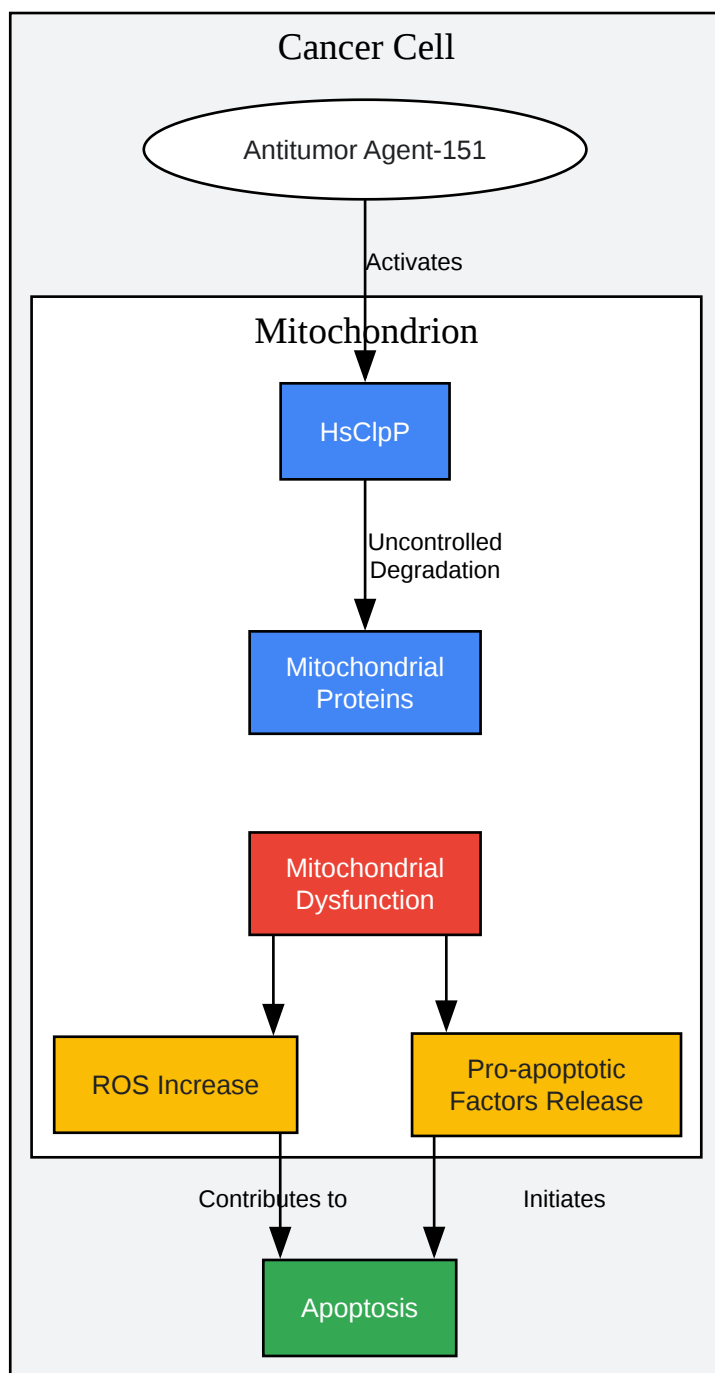 Cancer Cell
Antitumor Agent-151
Activates
Mitochondrion
HsClpP
Uncontrolled
Degradation
Mitochondrial
Proteins
Mitochondrial
Dysfunction
ROS Increase
Pro-apoptotic
Factors Release
Contributes to
Initiates
Apoptosis